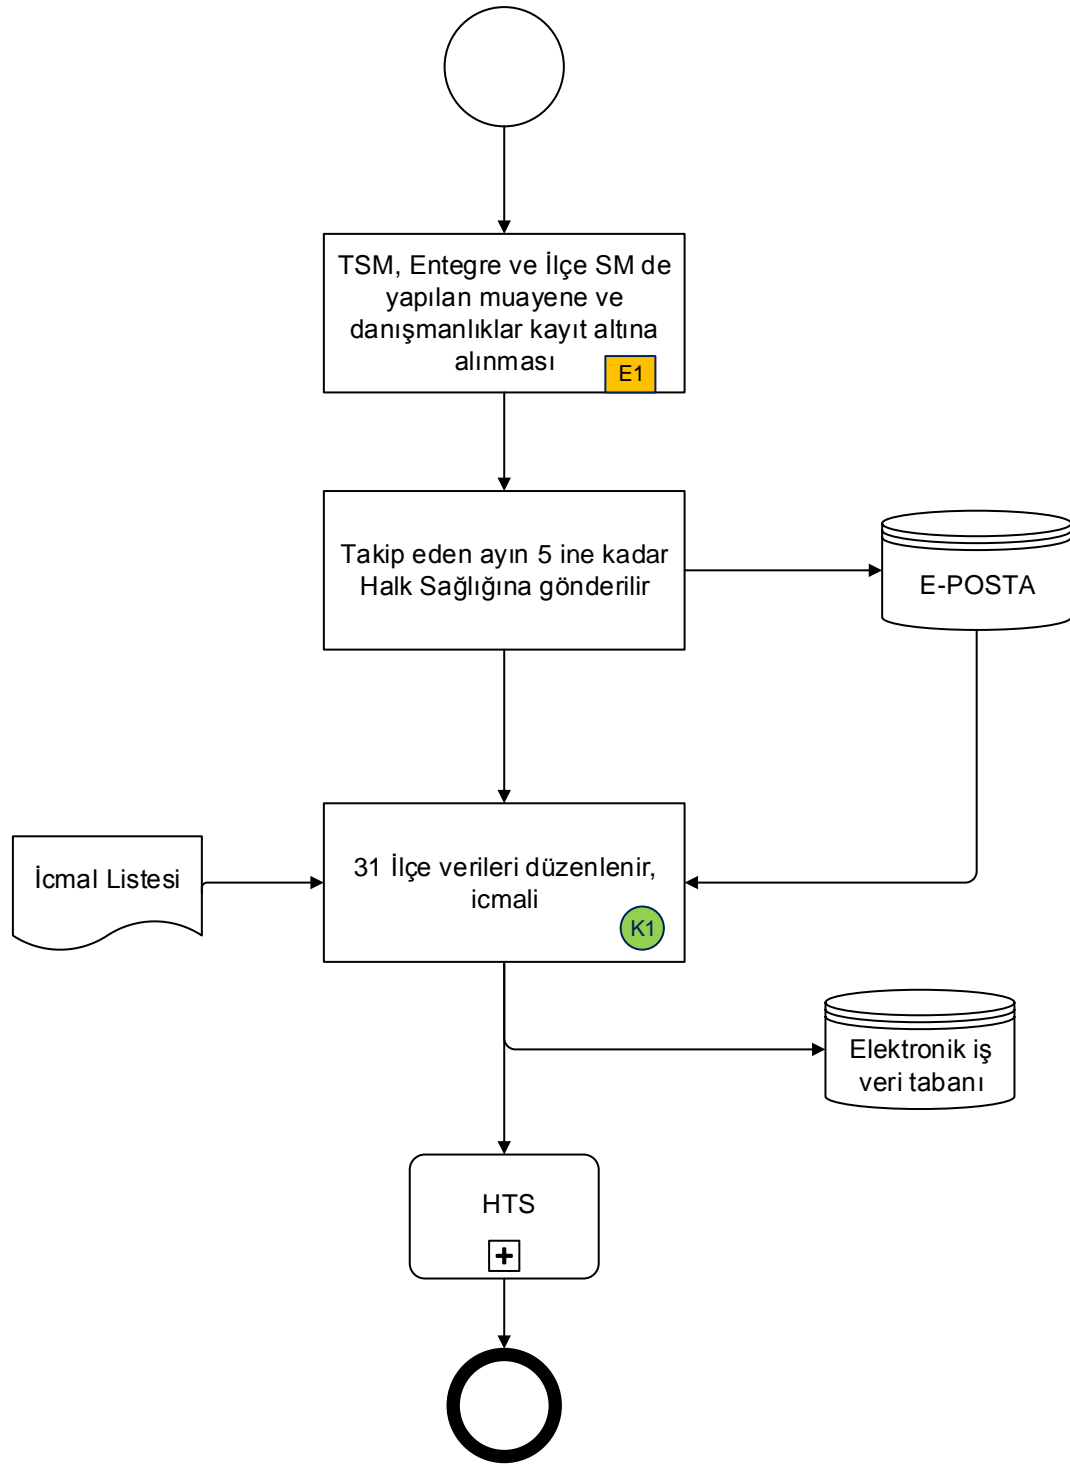 TSM, Entegre ve İlçe SM de
yapılan muayene ve
danışmanlıklar kayıt altına
alınması
E1
Takip eden ayın 5 ine kadar
Halk Sağlığına gönderilir
E-POSTA
İcmal Listesi
31 İlçe verileri düzenlenir,
icmali
K1
Elektronik iş
veri tabanı
HTS